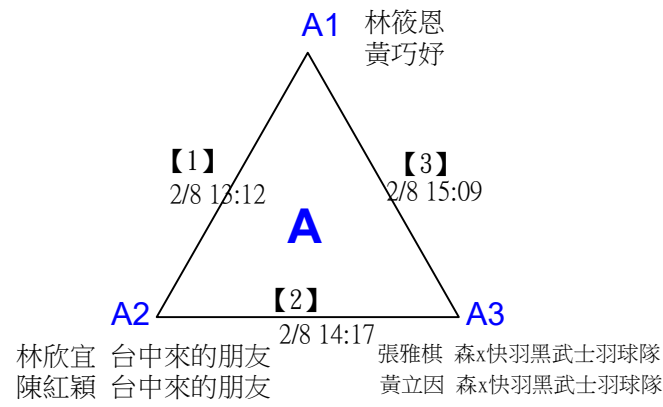 A1 林筱恩
黃巧妤
【1】 【3】
2/8 13:12 2/8 15:09
A
【2】
A2 A3
2/8 14:17
林欣宜 台中來的朋友 張雅棋 森x快羽黑武士羽球隊
陳紅穎 台中來的朋友 黃立因 森x快羽黑武士羽球隊